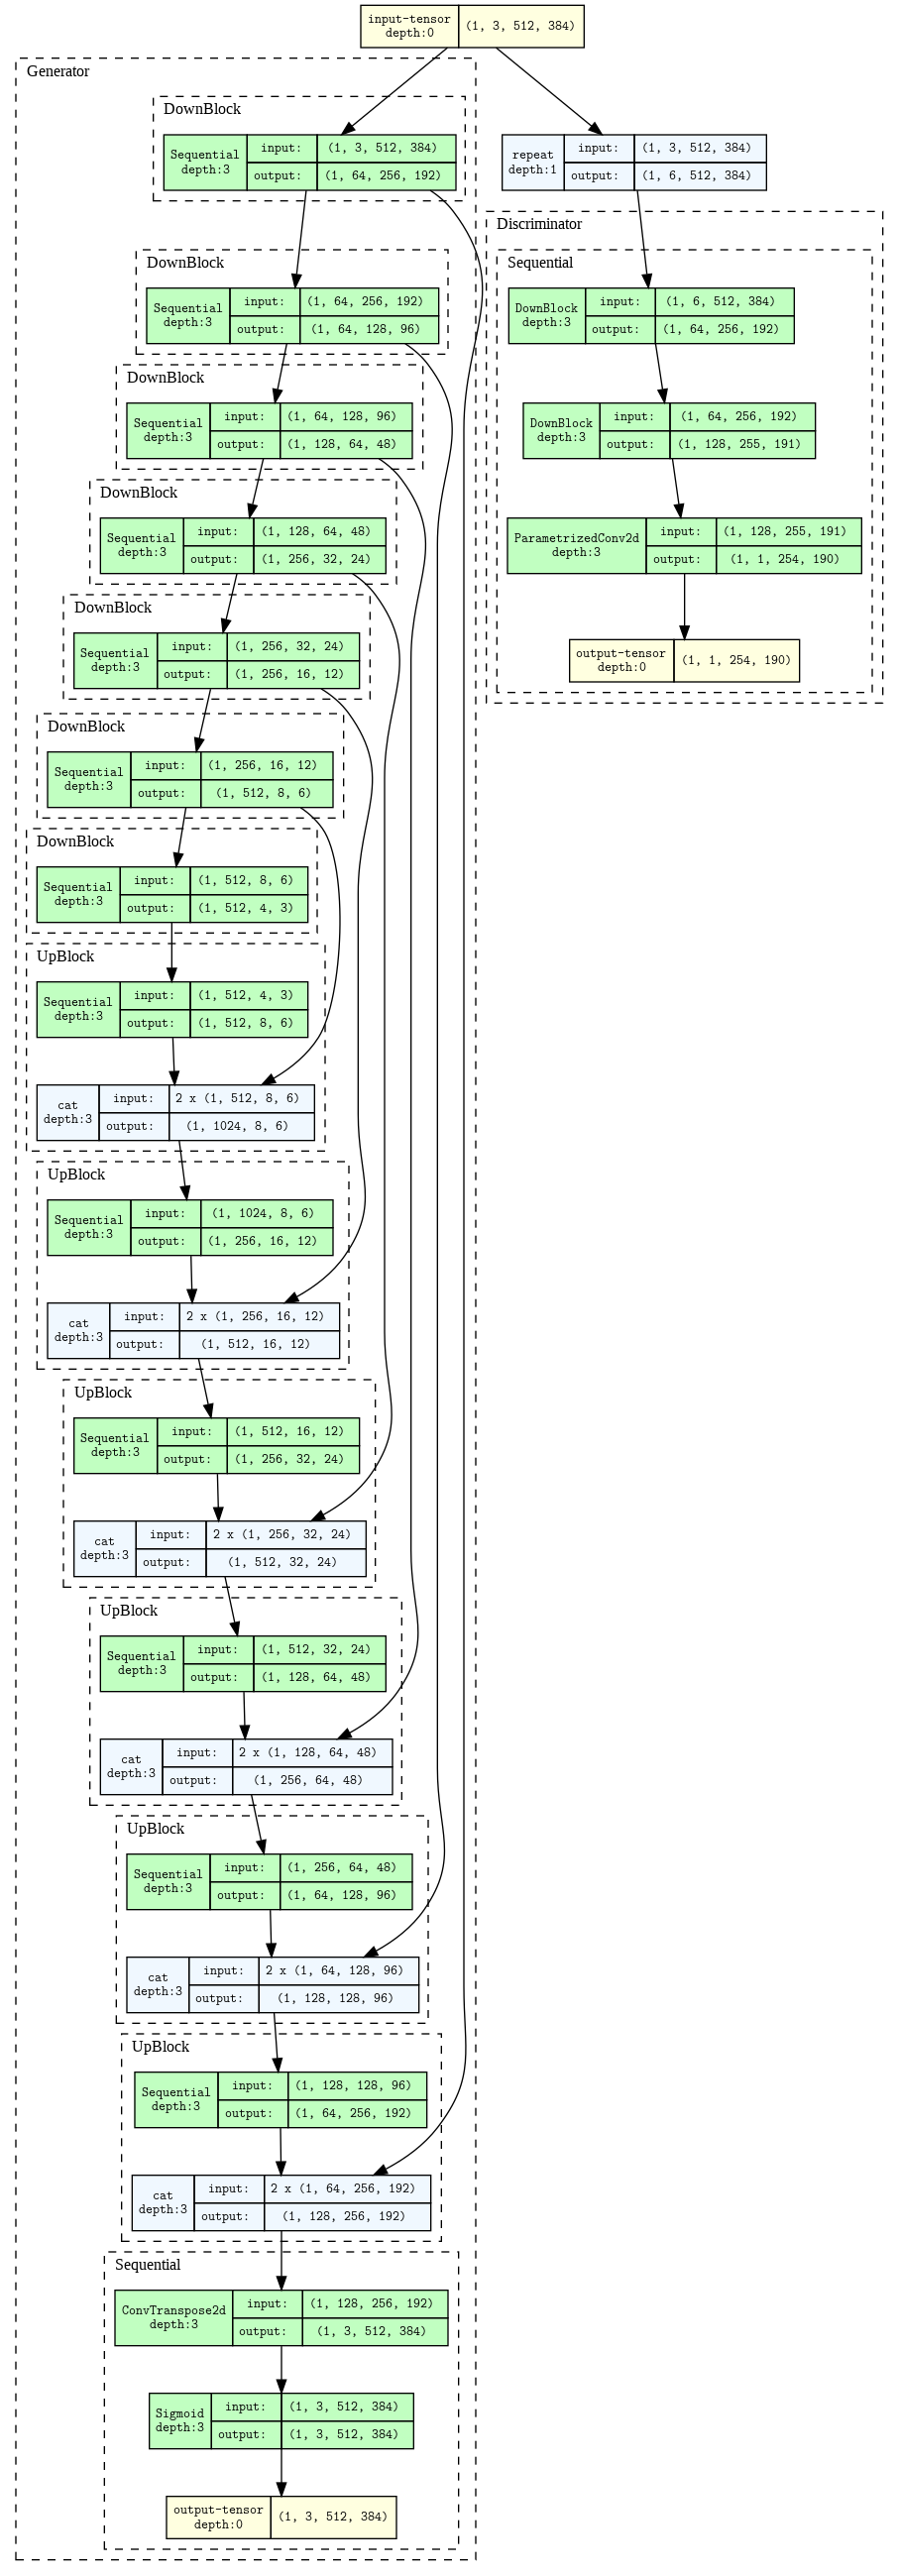 input-tensor
depth:0
(1, 3, 512, 384)
Generator
DownBlock
Sequential
depth:3
input:
(1, 3, 512, 384)
output:
(1, 64, 256, 192)
DownBlock
Sequential
depth:3
input:
(1, 64, 256, 192)
output:
(1, 64, 128, 96)
DownBlock
Sequential
depth:3
input:
(1, 64, 128, 96)
output:
(1, 128, 64, 48)
DownBlock
Sequential
depth:3
input:
(1, 128, 64, 48)
output:
(1, 256, 32, 24)
DownBlock
Sequential
depth:3
input:
(1, 256, 32, 24)
output:
(1, 256, 16, 12)
DownBlock
Sequential
depth:3
input:
(1, 256, 16, 12)
output:
(1, 512, 8, 6)
DownBlock
Sequential
depth:3
input:
(1, 512, 8, 6)
output:
(1, 512, 4, 3)
UpBlock
Sequential
depth:3
input:
(1, 512, 4, 3)
output:
(1, 512, 8, 6)
cat
depth:3
input:
2 x (1, 512, 8, 6)
output:
(1, 1024, 8, 6)
UpBlock
Sequential
depth:3
input:
(1, 1024, 8, 6)
output:
(1, 256, 16, 12)
cat
depth:3
input:
2 x (1, 256, 16, 12)
output:
(1, 512, 16, 12)
UpBlock
Sequential
depth:3
input:
(1, 512, 16, 12)
output:
(1, 256, 32, 24)
cat
depth:3
input:
2 x (1, 256, 32, 24)
output:
(1, 512, 32, 24)
UpBlock
Sequential
depth:3
input:
(1, 512, 32, 24)
output:
(1, 128, 64, 48)
cat
depth:3
input:
2 x (1, 128, 64, 48)
output:
(1, 256, 64, 48)
UpBlock
Sequential
depth:3
input:
(1, 256, 64, 48)
output:
(1, 64, 128, 96)
cat
depth:3
input:
2 x (1, 64, 128, 96)
output:
(1, 128, 128, 96)
UpBlock
Sequential
depth:3
input:
(1, 128, 128, 96)
output:
(1, 64, 256, 192)
cat
depth:3
input:
2 x (1, 64, 256, 192)
output:
(1, 128, 256, 192)
Sequential
ConvTranspose2d
depth:3
input:
(1, 128, 256, 192)
output:
(1, 3, 512, 384)
Sigmoid
depth:3
input:
(1, 3, 512, 384)
output:
(1, 3, 512, 384)
output-tensor
depth:0
(1, 3, 512, 384)
repeat
depth:1
input:
(1, 3, 512, 384)
output:
(1, 6, 512, 384)
Discriminator
Sequential
DownBlock
depth:3
input:
(1, 6, 512, 384)
output:
(1, 64, 256, 192)
DownBlock
depth:3
input:
(1, 64, 256, 192)
output:
(1, 128, 255, 191)
ParametrizedConv2d
depth:3
input:
(1, 128, 255, 191)
output:
(1, 1, 254, 190)
output-tensor
depth:0
(1, 1, 254, 190)